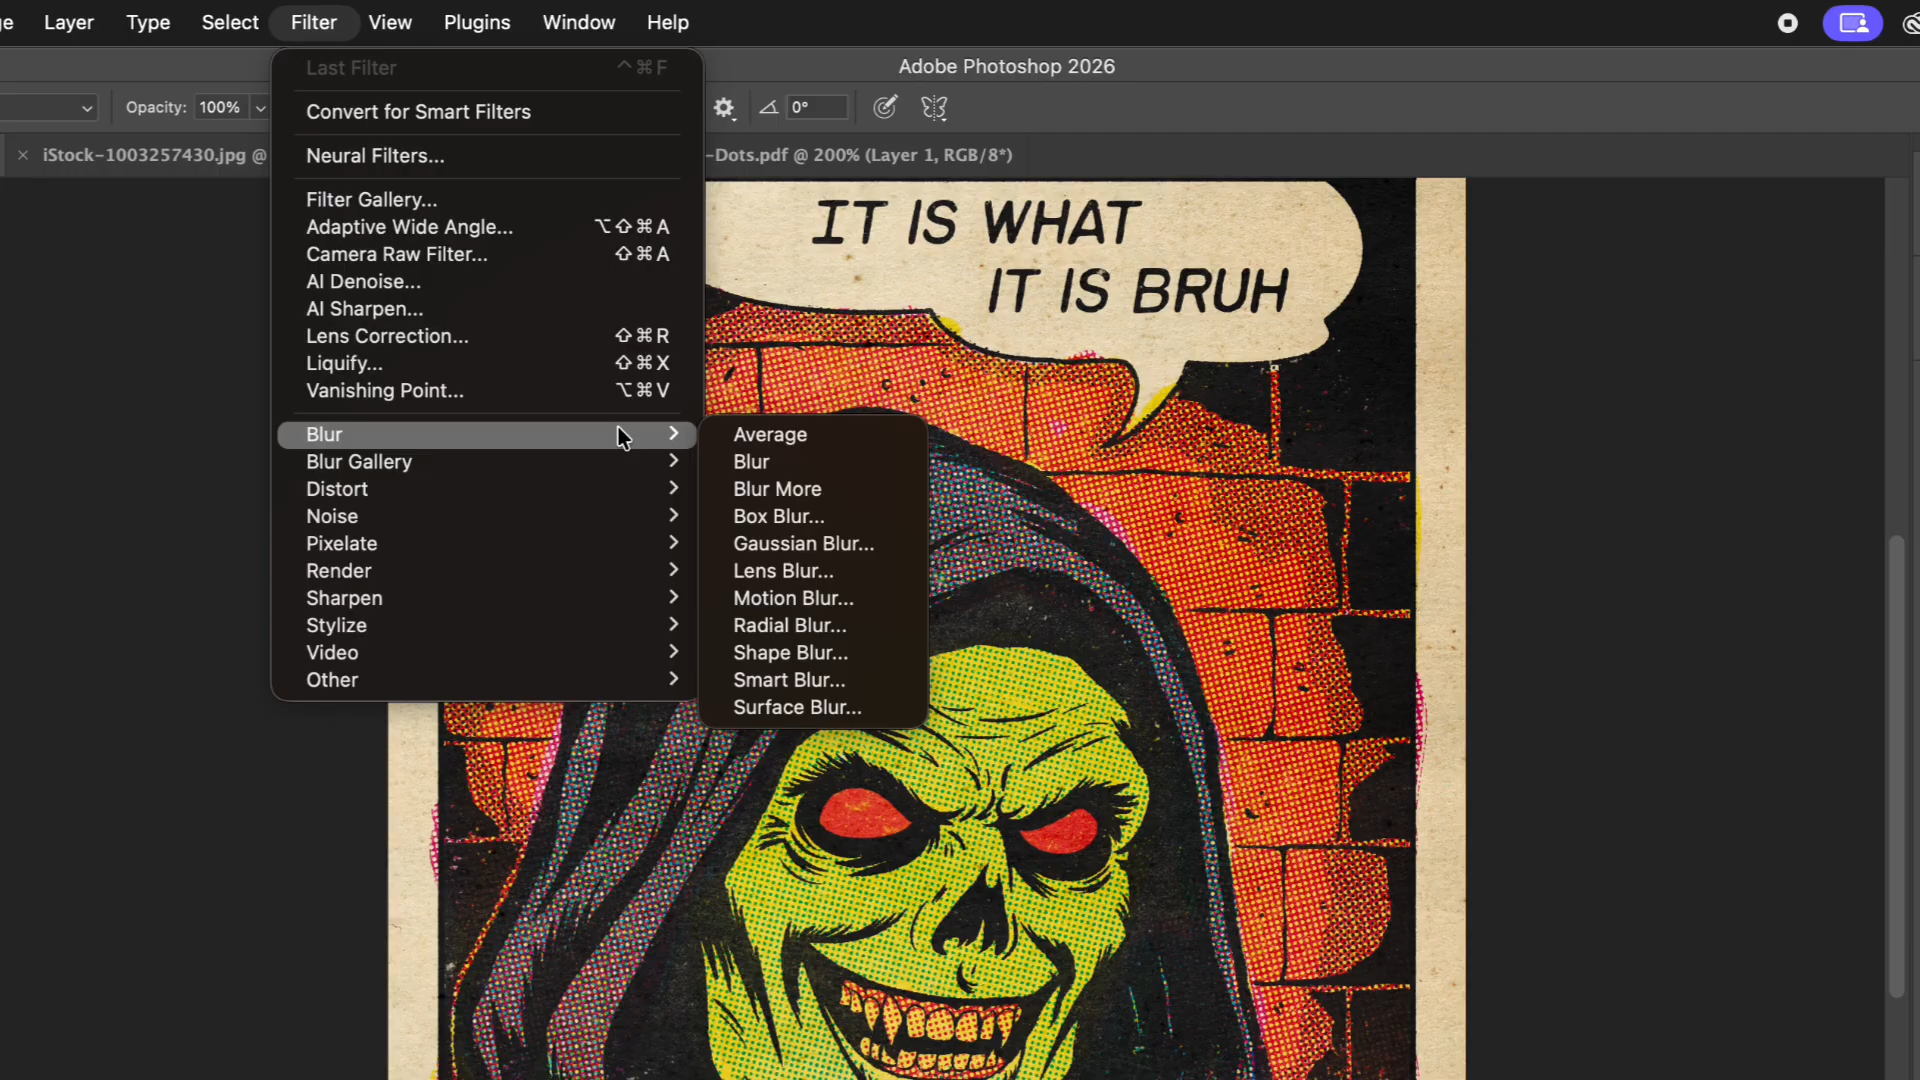 Layer Type Select Filter View Plugins Window Help
Adobe Photoshop 2026
Opacity: 100%
0°
iStock-1003257430.jpg @
-Dots.pdf @ 200% (Layer 1, RGB/8*)
Last Filter ^⌘F
Convert for Smart Filters
Neural Filters...
Filter Gallery...
Adaptive Wide Angle... ⌥⇧⌘A
Camera Raw Filter... ⇧⌘A
AI Denoise...
AI Sharpen...
Lens Correction... ⇧⌘R
Liquify... ⇧⌘X
Vanishing Point... ⌥⌘V
Blur
Blur Gallery
Distort
Noise
Pixelate
Render
Sharpen
Stylize
Video
Other
Average
Blur
Blur More
Box Blur...
Gaussian Blur...
Lens Blur...
Motion Blur...
Radial Blur...
Shape Blur...
Smart Blur...
Surface Blur...
IT IS WHAT
IT IS BRUH